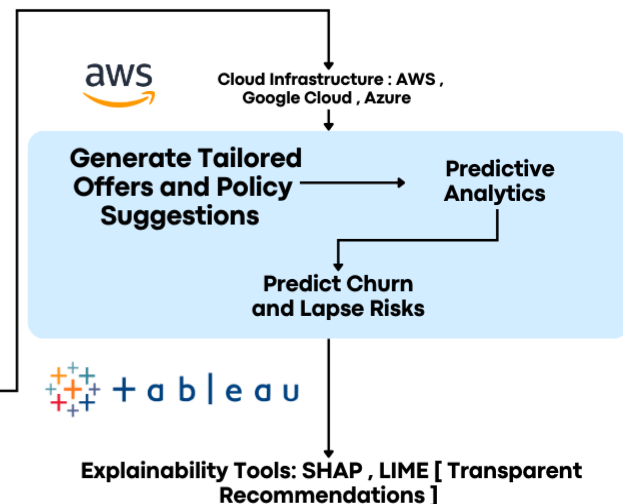 aws
Cloud Infrastructure : AWS ,
Google Cloud , Azure
Generate Tailored
Offers and Policy
Suggestions
Predictive
Analytics
Predict Churn
and Lapse Risks
+ableau
Explainability Tools: SHAP , LIME [ Transparent
Recommendations ]